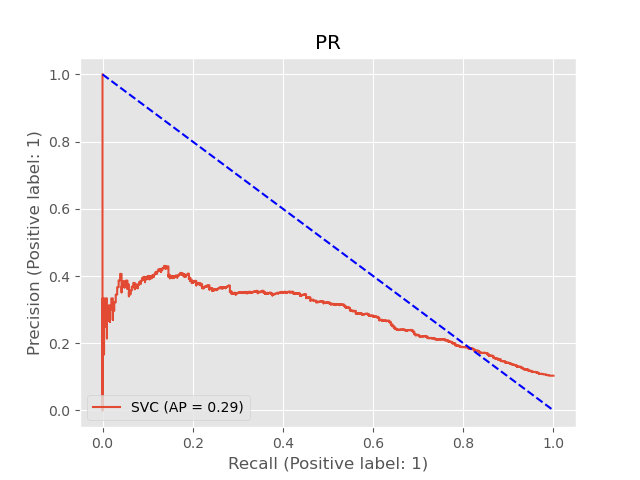 PR
Precision (Positive label: 1)
1.0
0.8
0.6
0.4
0.2
0.0
SVC (AP = 0.29)
0.0 0.2 0.4 0.6 0.8 1.0
Recall (Positive label: 1)